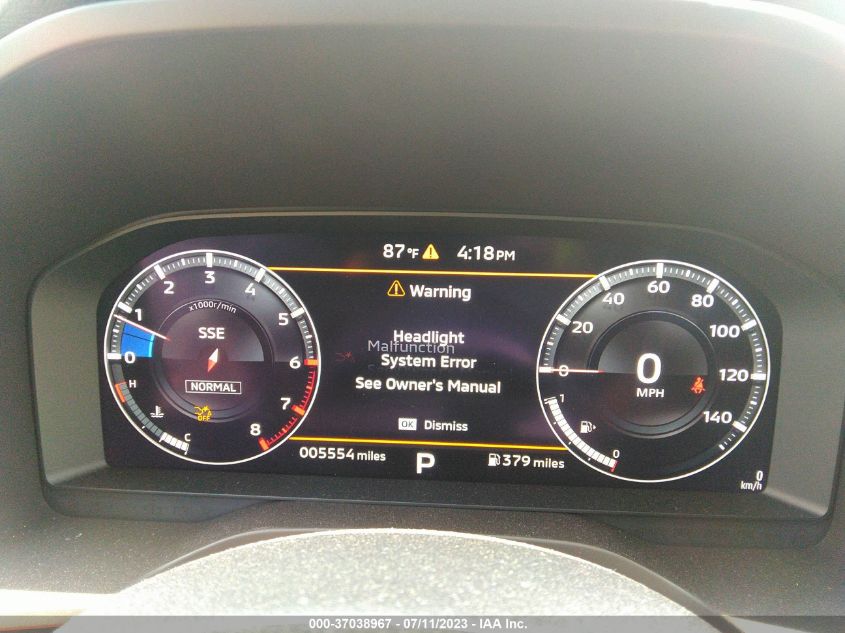 87°F 4:18PM
Warning
Headlight
Malfunction
System Error
See Owner's Manual
OK Dismiss
005554 miles
P
379 miles
0
1
2
3
4
5
6
7
8
x1000r/min
SSE
NORMAL
OFF
H
C
0
20
40
60
80
100
120
140
0
MPH
1
0
0
km/h
000-37038967 - 07/11/2023 - IAA Inc.